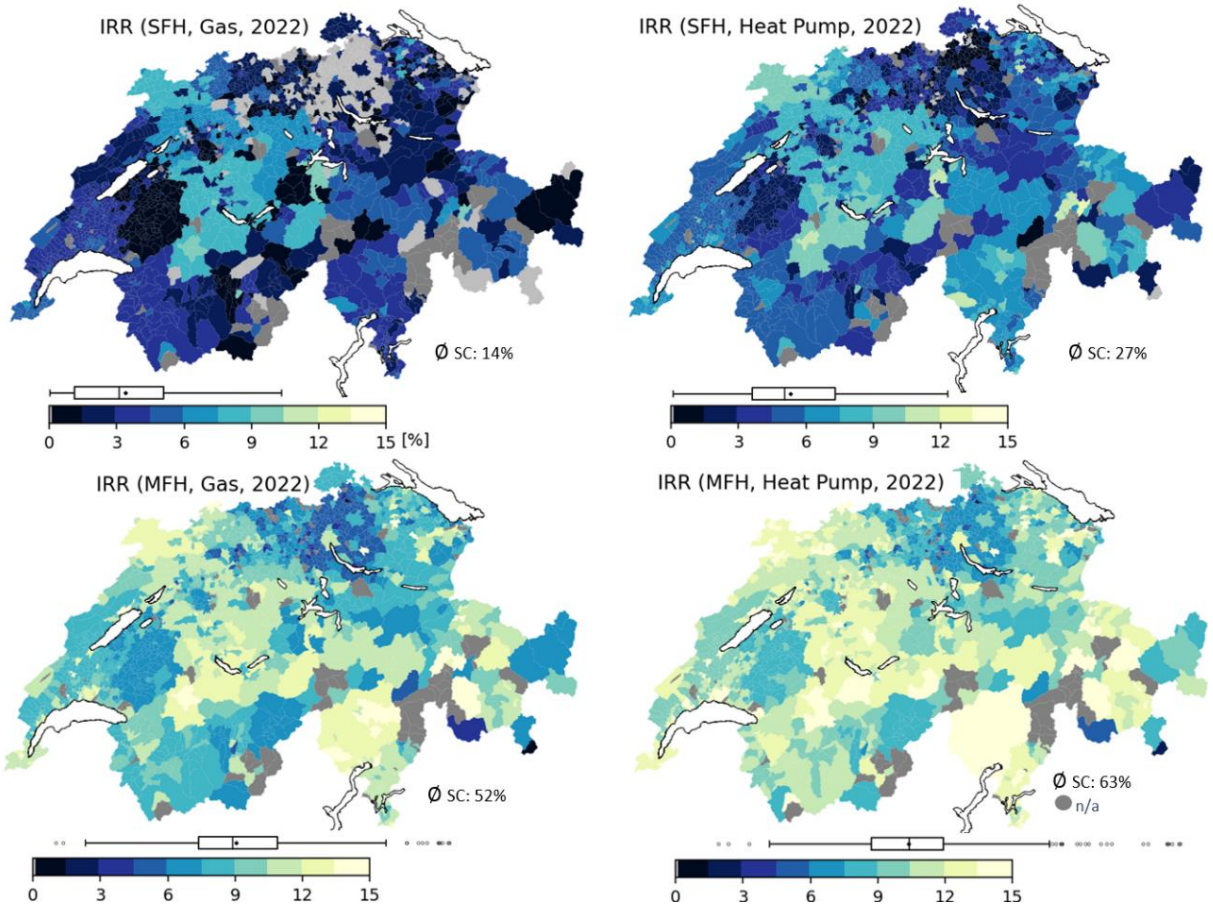 IRR (SFH, Gas, 2022)
IRR (SFH, Heat Pump, 2022)
Ø SC: 14%
Ø SC: 27%
0 3 6 9 12 15 [%]
0 3 6 9 12 15
IRR (MFH, Gas, 2022)
IRR (MFH, Heat Pump, 2022)
Ø SC: 52%
Ø SC: 63%
n/a
0 3 6 9 12 15
0 3 6 9 12 15